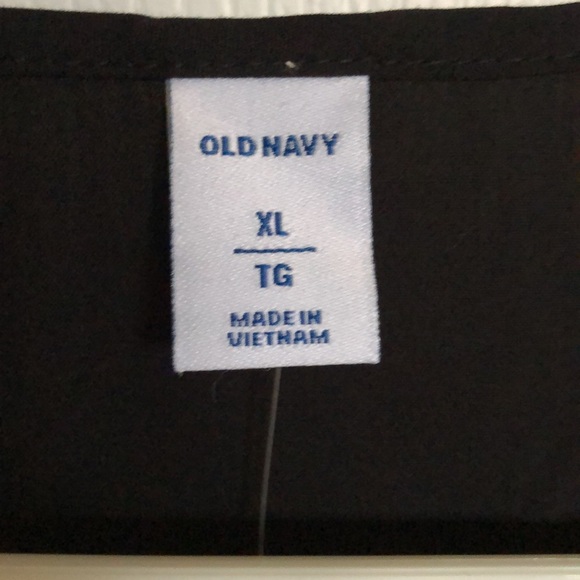 OLD NAVY
XL
TG
MADE IN
VIETNAM